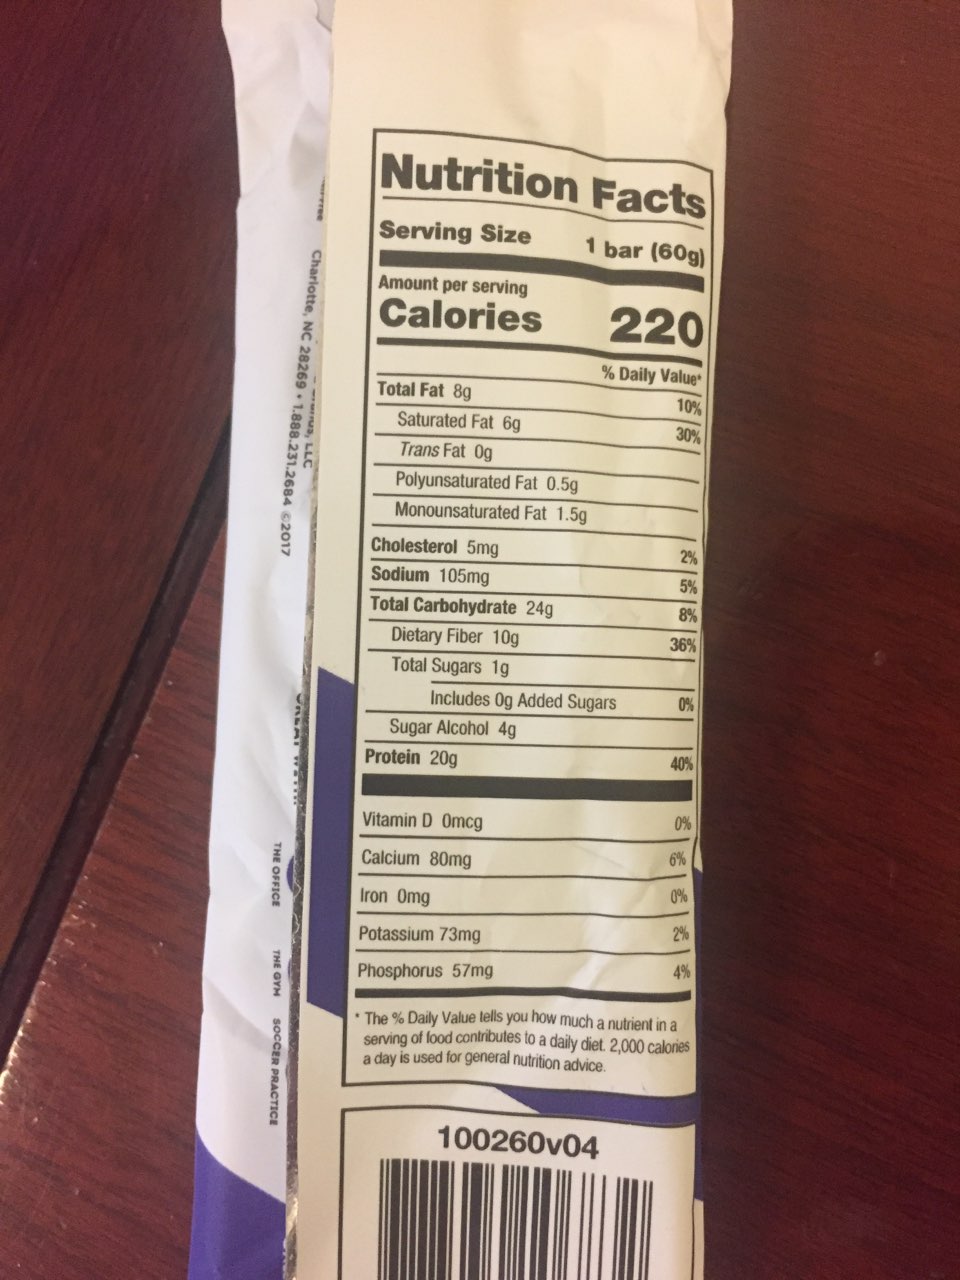 Nutrition Facts
Serving Size 1 bar (60g)
Amount per serving
Calories 220
% Daily Value*
Total Fat 8g 10%
Saturated Fat 6g 30%
Trans Fat 0g
Polyunsaturated Fat 0.5g
Monounsaturated Fat 1.5g
Cholesterol 5mg 2%
Sodium 105mg 5%
Total Carbohydrate 24g 8%
Dietary Fiber 10g 36%
Total Sugars 1g
Includes 0g Added Sugars 0%
Sugar Alcohol 4g
Protein 20g 40%
Vitamin D 0mcg 0%
Calcium 80mg 6%
Iron 0mg 0%
Potassium 73mg 2%
Phosphorus 57mg 4%
* The % Daily Value tells you how much a nutrient in a
serving of food contributes to a daily diet. 2,000 calories
a day is used for general nutrition advice.
100260v04
LLC
Charlotte, NC 28269 • 1.888.231.2684 ©2017
THE OFFICE THE GYM SOCCER PRACTICE